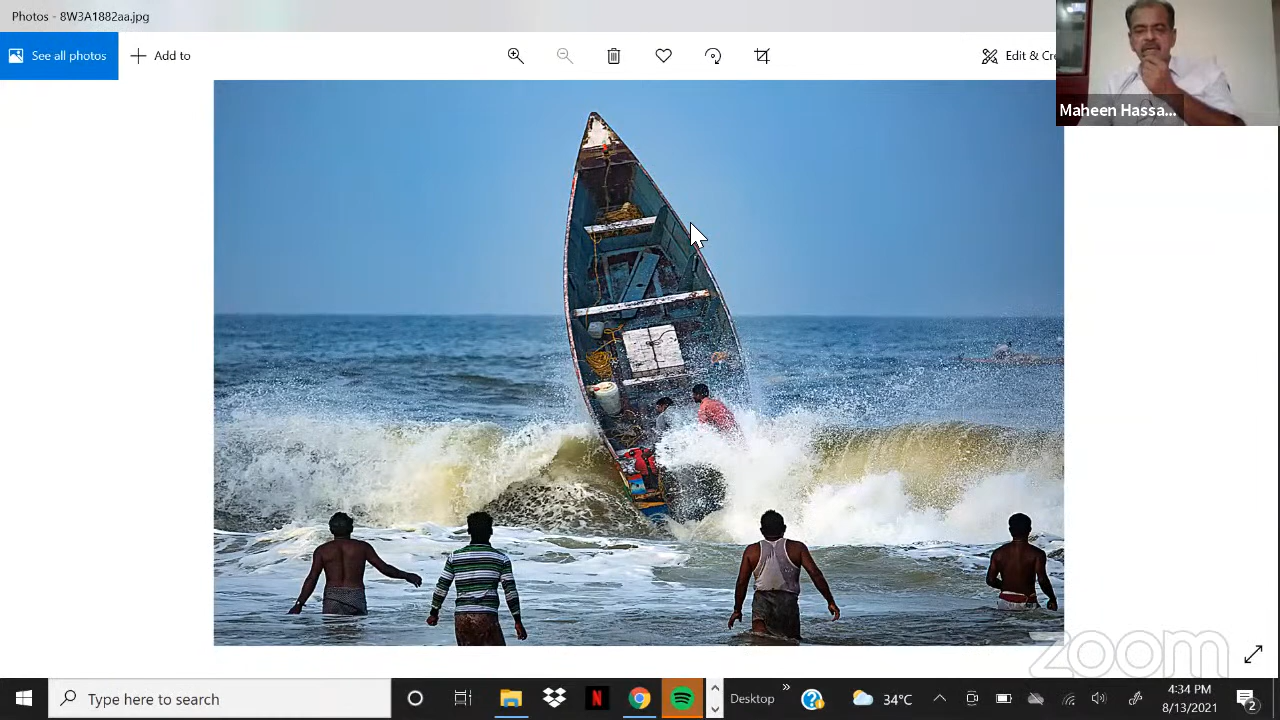 Photos - 8W3A1882aa.jpg
See all photos
Add to
Edit & Cre
Maheen Hassa...
zoom
Type here to search
N
Desktop
»
?
34°C
4:34 PM
8/13/2021
2